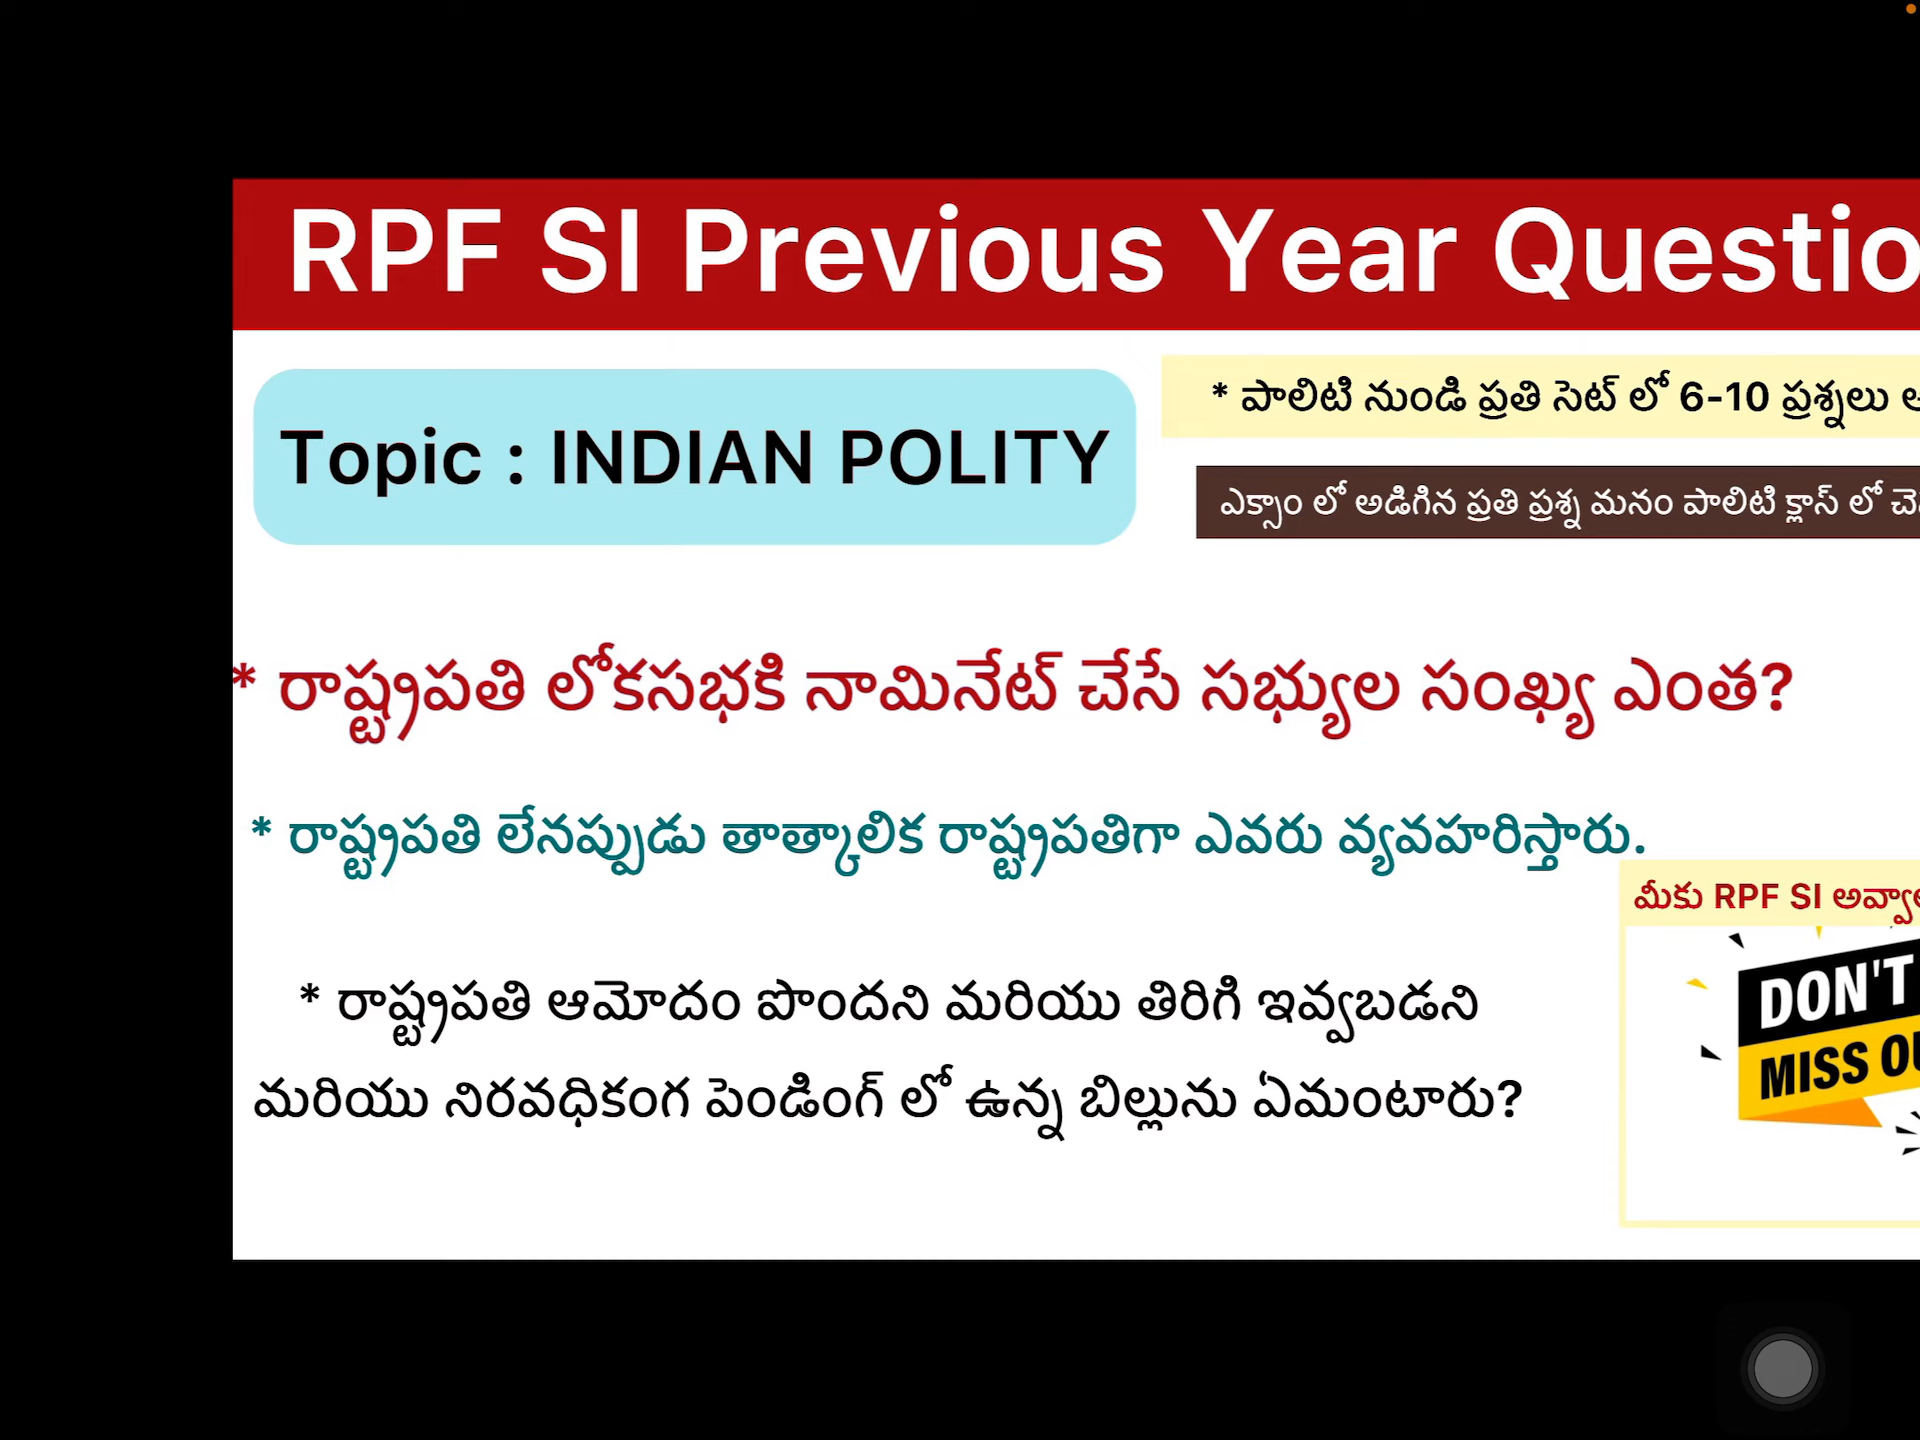 RPF SI Previous Year Questio
Topic : INDIAN POLITY
* పాలిటి నుండి ప్రతి సెట్ లో 6-10 ప్రశ్నలు
ఎక్సాం లో అడిగిన ప్రతి ప్రశ్న మనం పాలిటి క్లాస్ లో
* రాష్ట్రపతి లోకసభకి నామినేట్ చేసే సభ్యుల సంఖ్య ఎంత?
* రాష్ట్రపతి లేనప్పుడు తాత్కాలిక రాష్ట్రపతిగా ఎవరు వ్యవహరిస్తారు.
మీకు RPF SI
DON'T
MISS
* రాష్ట్రపతి ఆమోదం పొందని మరియు తిరిగి ఇవ్వబడని
మరియు నిరవధికంగ పెండింగ్ లో ఉన్న బిల్లును ఏమంటారు?